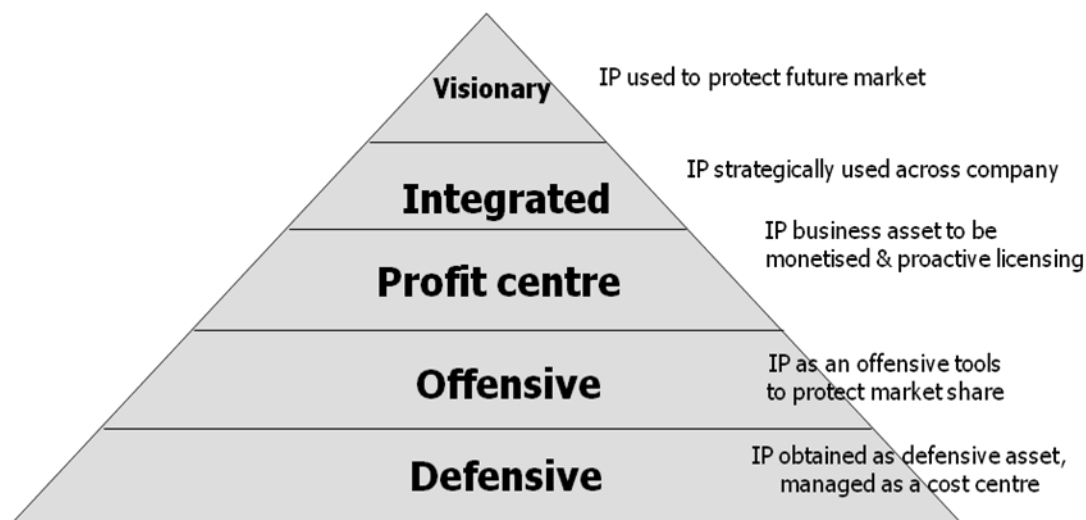 Visionary
IP used to protect future market
Integrated
IP strategically used across company
Profit centre
IP business asset to be
monetised & proactive licensing
Offensive
IP as an offensive tools
to protect market share
Defensive
IP obtained as defensive asset,
managed as a cost centre